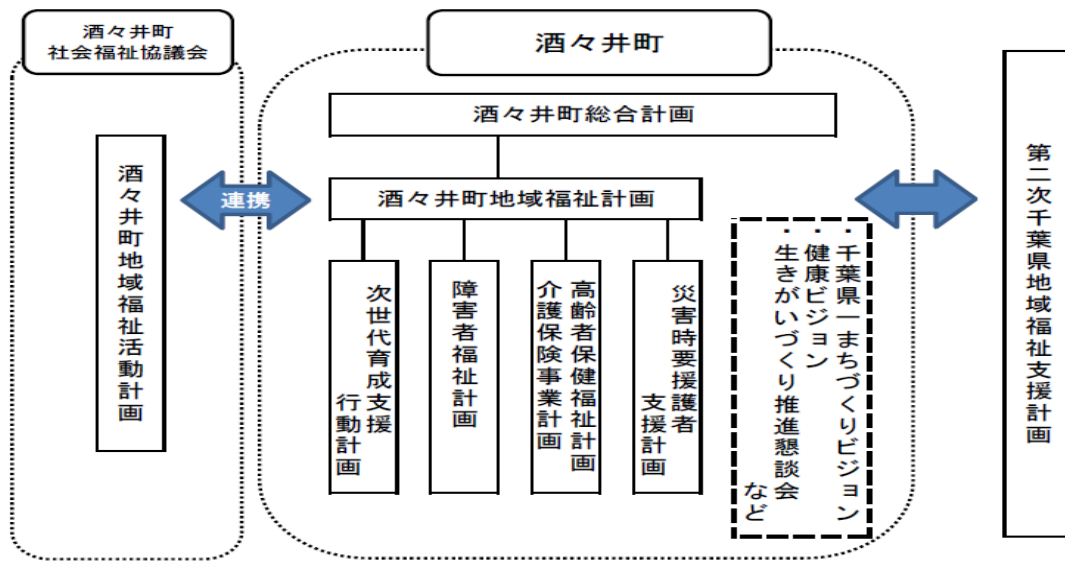 酒々井町
社会福祉協議会
酒々井町
酒々井町総合計画
酒々井町地域福祉活動計画
連携
酒々井町地域福祉計画
次世代育成支援
行動計画
障害者福祉計画
高齢者保健福祉計画
介護保険事業計画
災害時要援護者
支援計画
・千葉県一まちづくりビジョン
・健康ビジョン
・生きがいづくり推進懇談会
など
第二次千葉県地域福祉支援計画